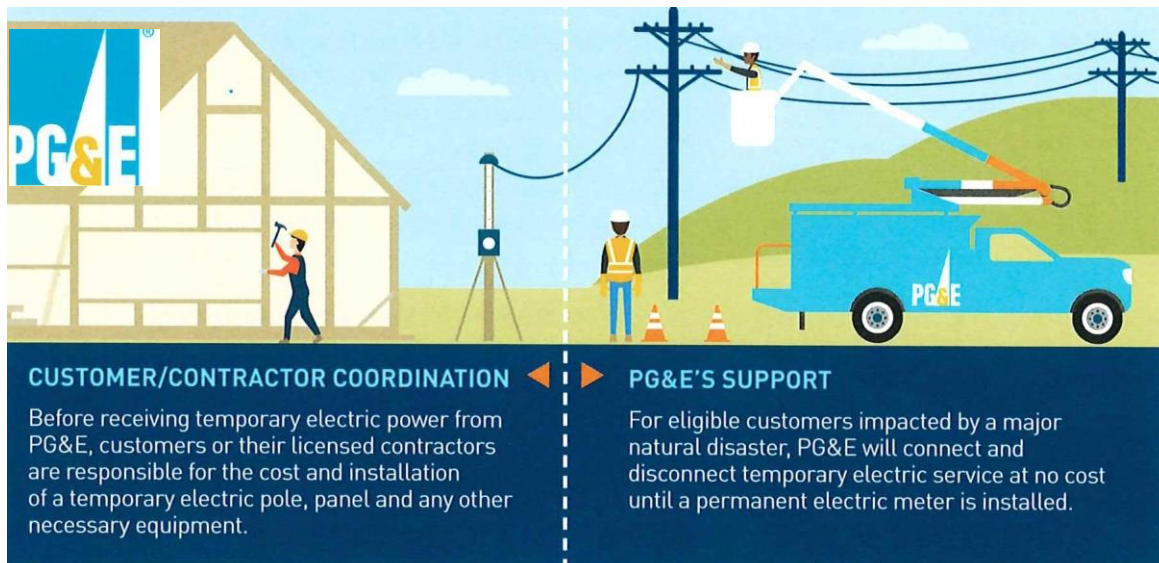 PG&E®
PG&E
CUSTOMER/CONTRACTOR COORDINATION
Before receiving temporary electric power from
PG&E, customers or their licensed contractors
are responsible for the cost and installation
of a temporary electric pole, panel and any other
necessary equipment.
PG&E'S SUPPORT
For eligible customers impacted by a major
natural disaster, PG&E will connect and
disconnect temporary electric service at no cost
until a permanent electric meter is installed.